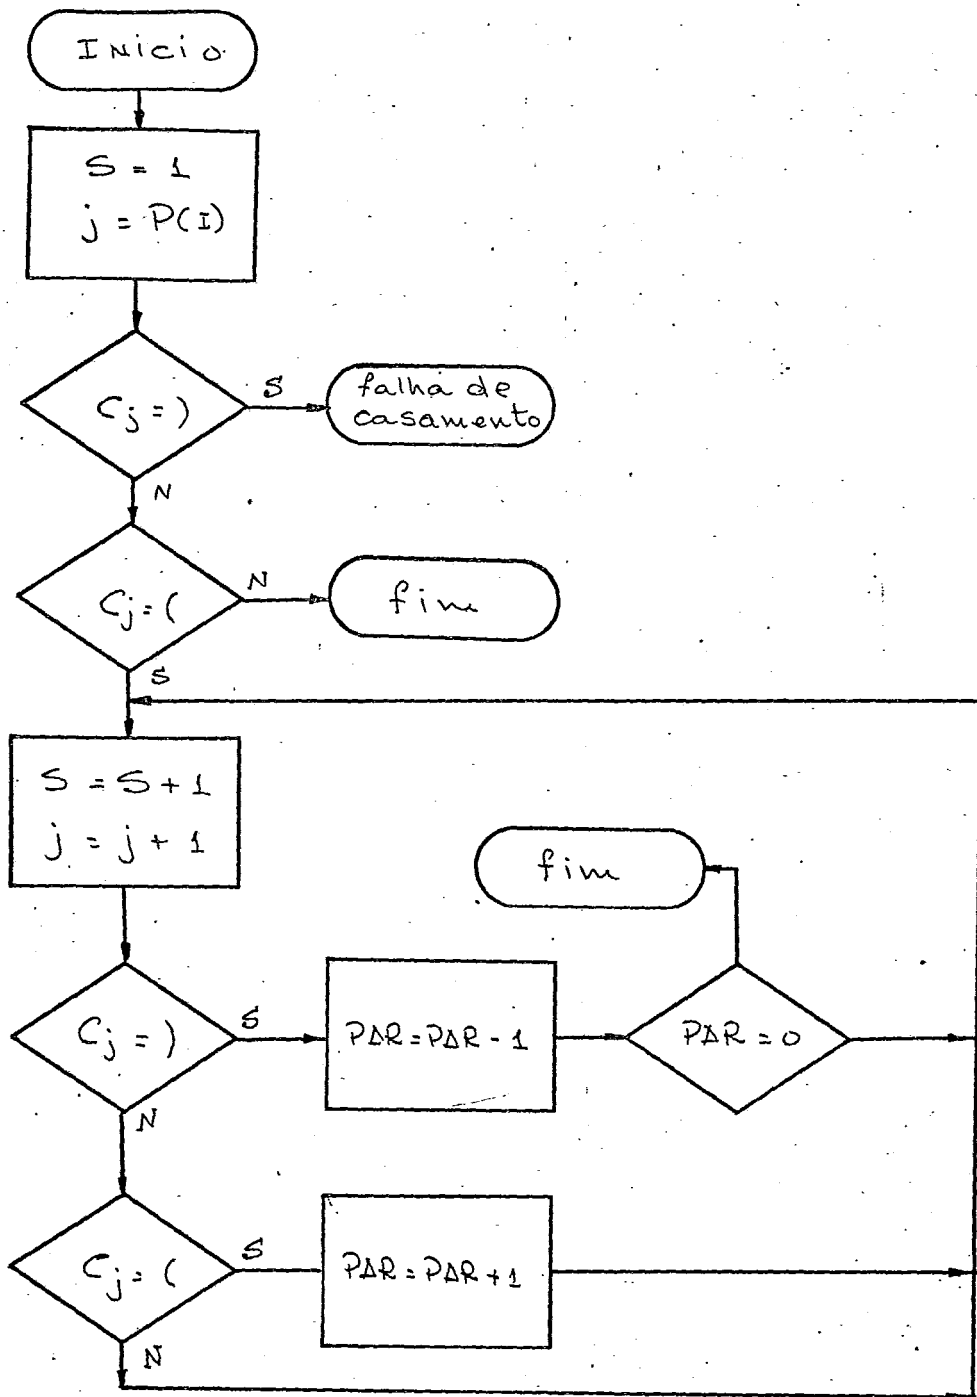 Inicio
S = 1
j = P(I)
Cj = )
S
falha de
casamento
N
Cj = (
N
fim
S
S = S + 1
j = j + 1
fim
Cj = )
S
PAR = PAR - 1
PAR = 0
N
Cj = (
S
PAR = PAR + 1
N